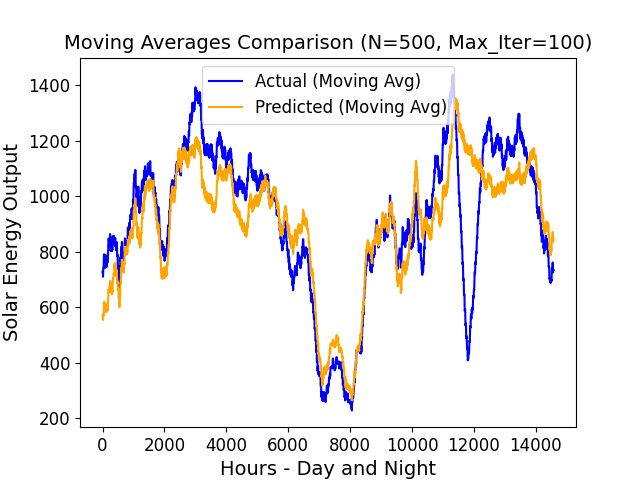 Moving Averages Comparison (N=500, Max_Iter=100)
Actual (Moving Avg)
Predicted (Moving Avg)
Solar Energy Output
1400
1200
1000
800
600
400
200
0 2000 4000 6000 8000 10000 12000 14000
Hours - Day and Night